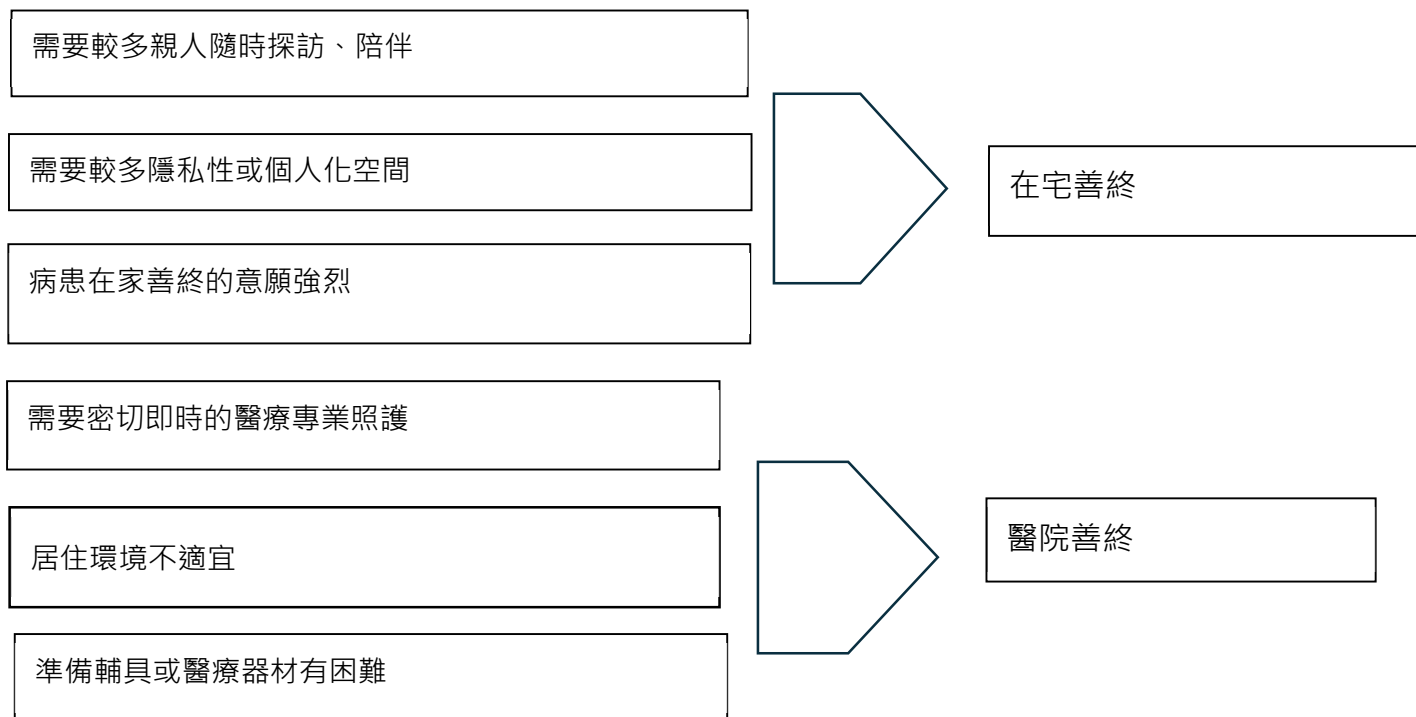 需要較多親人隨時探訪、陪伴
需要較多隱私性或個人化空間
病患在家善終的意願強烈
在宅善終
需要密切即時的醫療專業照護
居住環境不適宜
準備輔具或醫療器材有困難
醫院善終